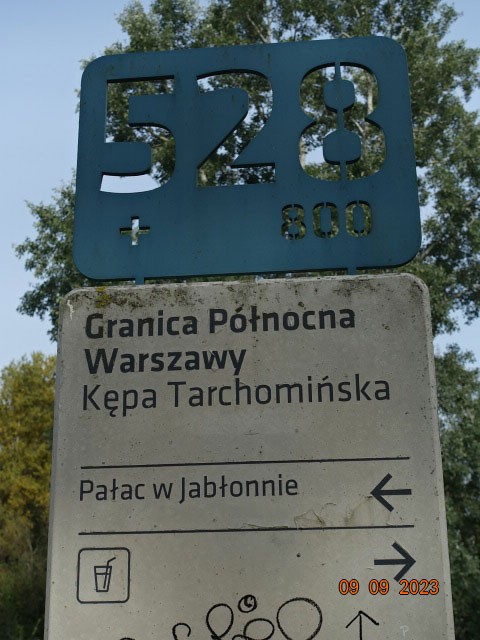 528
+ 800
Granica Północna
Warszawy
Kępa Tarchomińska
Pałac w Jabłonnie
09 09 2023
P